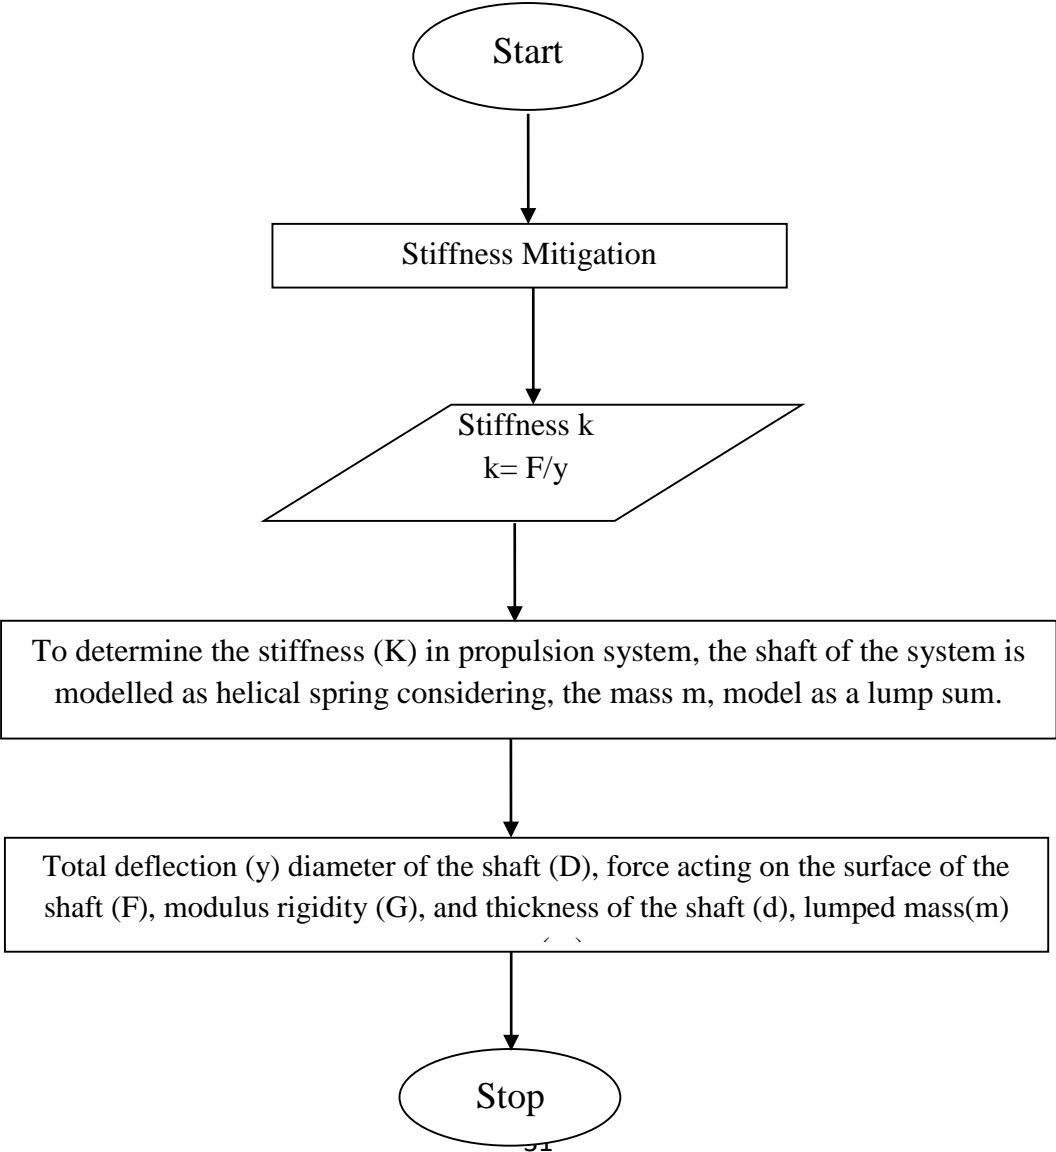 Start
Stiffness Mitigation
Stiffness k
k= F/y
To determine the stiffness (K) in propulsion system, the shaft of the system is
modelled as helical spring considering, the mass m, model as a lump sum.
Total deflection (y) diameter of the shaft (D), force acting on the surface of the
shaft (F), modulus rigidity (G), and thickness of the shaft (d), lumped mass(m)
Stop